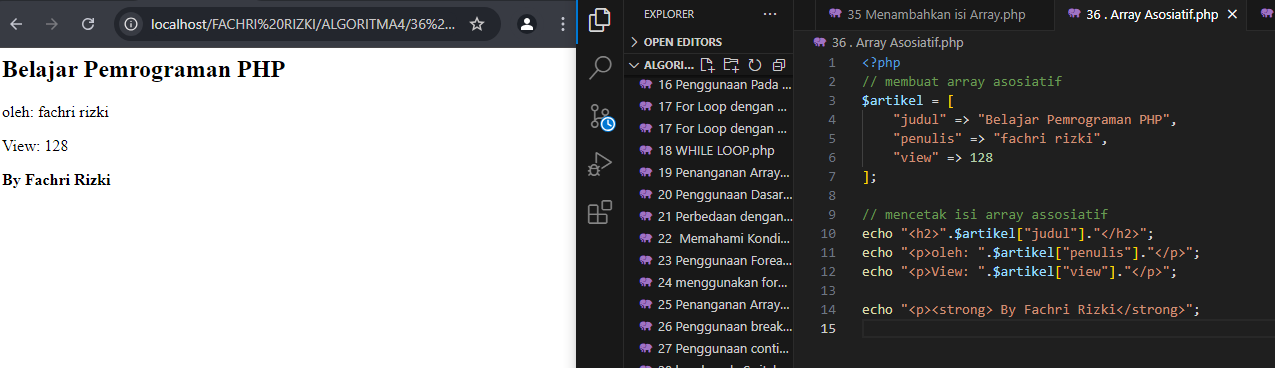 localhost/FACHRI%20RIZKI/ALGORITMA4/36%2...
Belajar Pemrograman PHP
oleh: fachri rizki
View: 128
By Fachri Rizki
EXPLORER
OPEN EDITORS
ALGORI...
16 Penggunaan Pada ...
17 For Loop dengan ...
17 For Loop dengan ...
18 WHILE LOOP.php
19 Penanganan Array...
20 Penggunaan Dasar...
21 Perbedaan dengan...
22 Memahami Kondi...
23 Penggunaan Forea...
24 menggunakan for...
25 Penanganan Array...
26 Penggunaan break...
27 Penggunaan conti...
35 Menambahkan isi Array.php
36 . Array Asosiatif.php
36 . Array Asosiatif.php
1 <?php
2 // membuat array asosiatif
3 $artikel = [
4 "judul" => "Belajar Pemrograman PHP",
5 "penulis" => "fachri rizki",
6 "view" => 128
7 ];
8
9 // mencetak isi array assosiatif
10 echo "<h2>".$artikel["judul"]."</h2>";
11 echo "<p>oleh: ".$artikel["penulis"]."</p>";
12 echo "<p>View: ".$artikel["view"]."</p>";
13
14 echo "<p><strong> By Fachri Rizki</strong>";
15